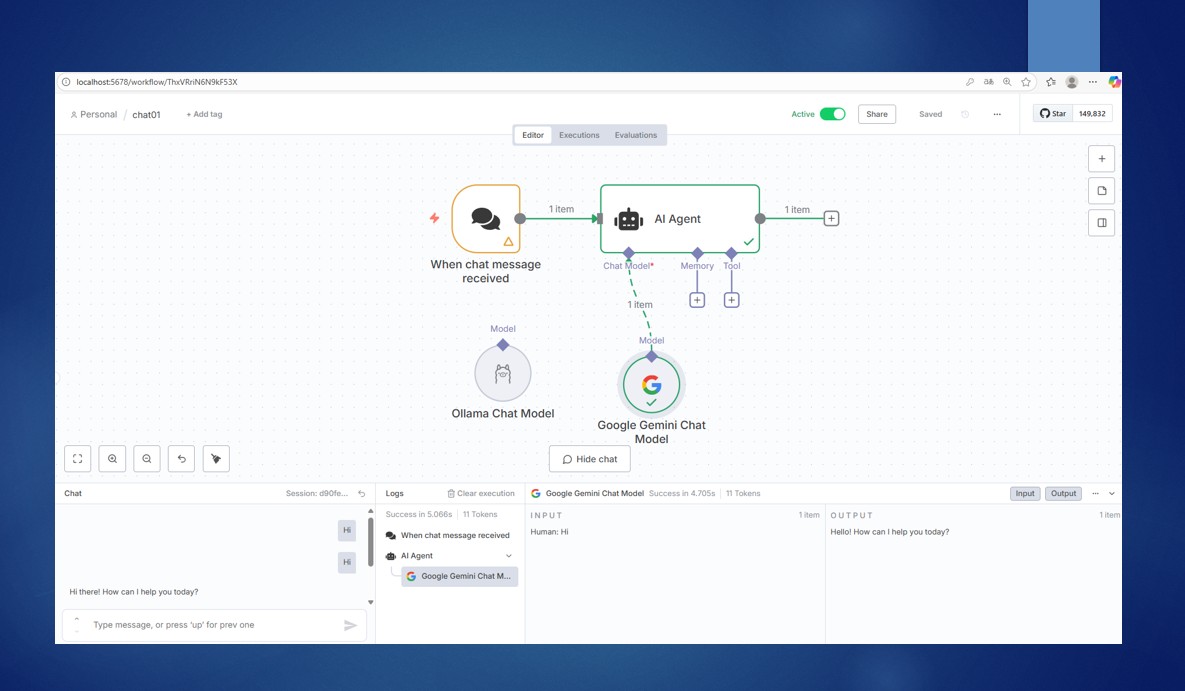 localhost:5678/workflow/ThxVRriN6N9kF53X
Personal / chat01 + Add tag
Active Share Saved ... Star 149,832
Editor Executions Evaluations
1 item
1 item
AI Agent
When chat message
received
Chat Model*
Memory
Tool
1 item
Model
Model
Ollama Chat Model
Google Gemini Chat
Model
Hide chat
Chat
Session: d90fe...
Hi
Hi
Hi there! How can I help you today?
Type message, or press 'up' for prev one
Logs
Clear execution
Success in 5.066s | 11 Tokens
When chat message received
AI Agent
Google Gemini Chat M...
Google Gemini Chat Model Success in 4.705s | 11 Tokens
Input Output
INPUT
1 item
Human: Hi
OUTPUT
1 item
Hello! How can I help you today?